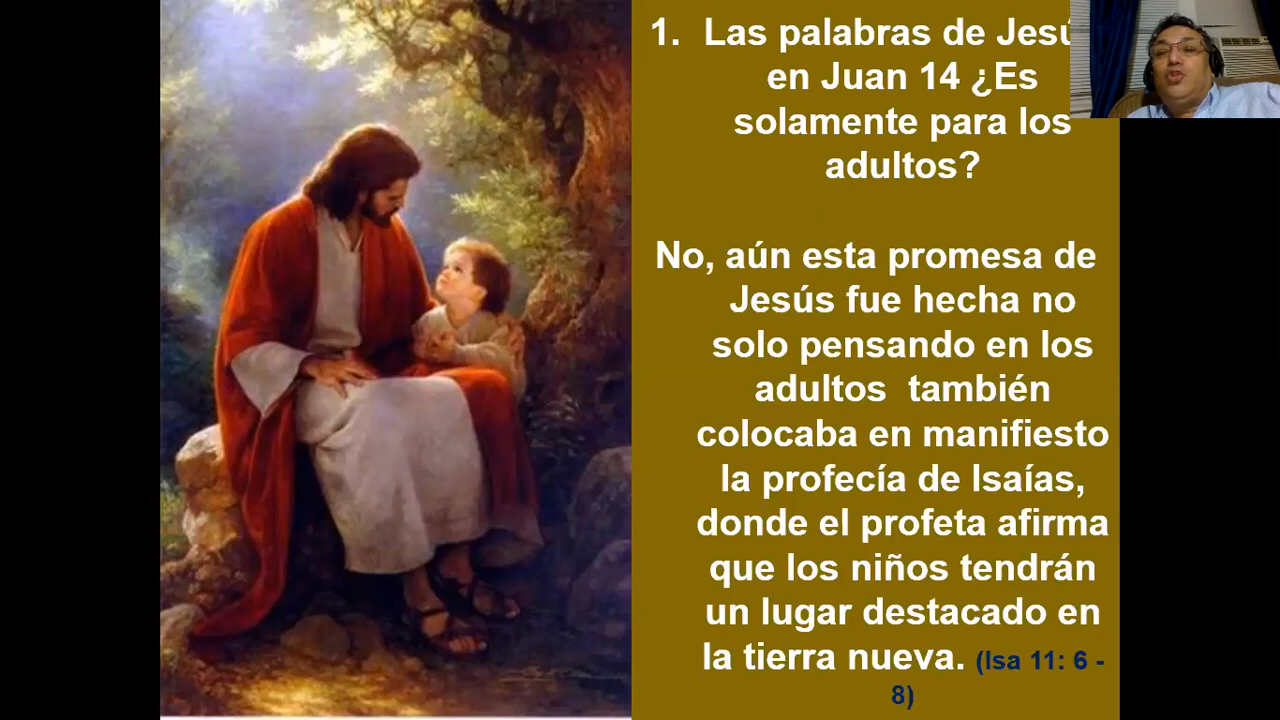 1. Las palabras de Jesú
en Juan 14 ¿Es
solamente para los
adultos?
No, aún esta promesa de
Jesús fue hecha no
solo pensando en los
adultos también
colocaba en manifiesto
la profecía de Isaías,
donde el profeta afirma
que los niños tendrán
un lugar destacado en
la tierra nueva. (Isa 11: 6 -
8)